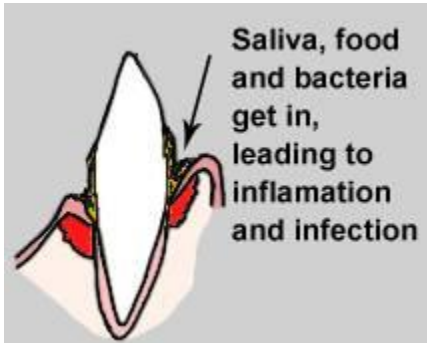 Saliva, food
and bacteria
get in,
leading to
inflamation
and infection